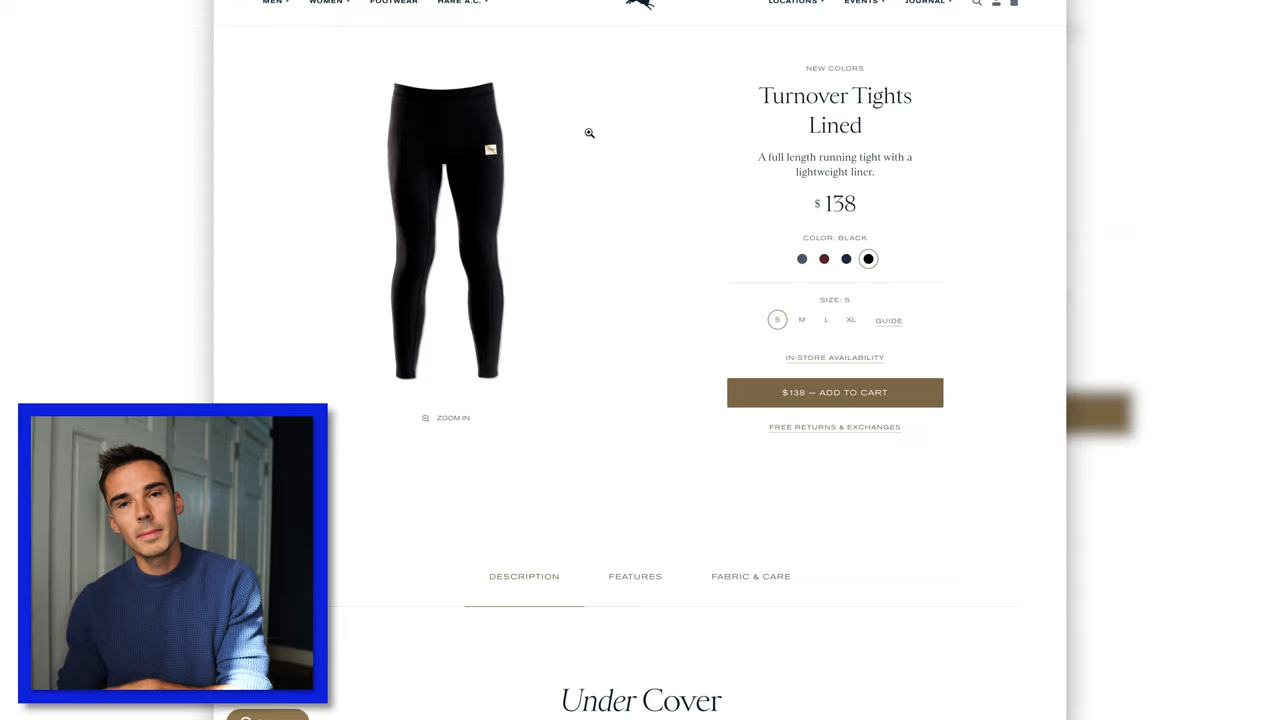 MEN
WOMEN
FOOTWEAR
HARE A.C.
LOCATIONS
EVENTS
JOURNAL
NEW COLORS
Turnover Tights
Lined
A full length running tight with a
lightweight liner.
$ 138
COLOR: BLACK
SIZE: S
S M L XL GUIDE
IN-STORE AVAILABILITY
$138 — ADD TO CART
FREE RETURNS & EXCHANGES
ZOOM IN
DESCRIPTION
FEATURES
FABRIC & CARE
Under Cover